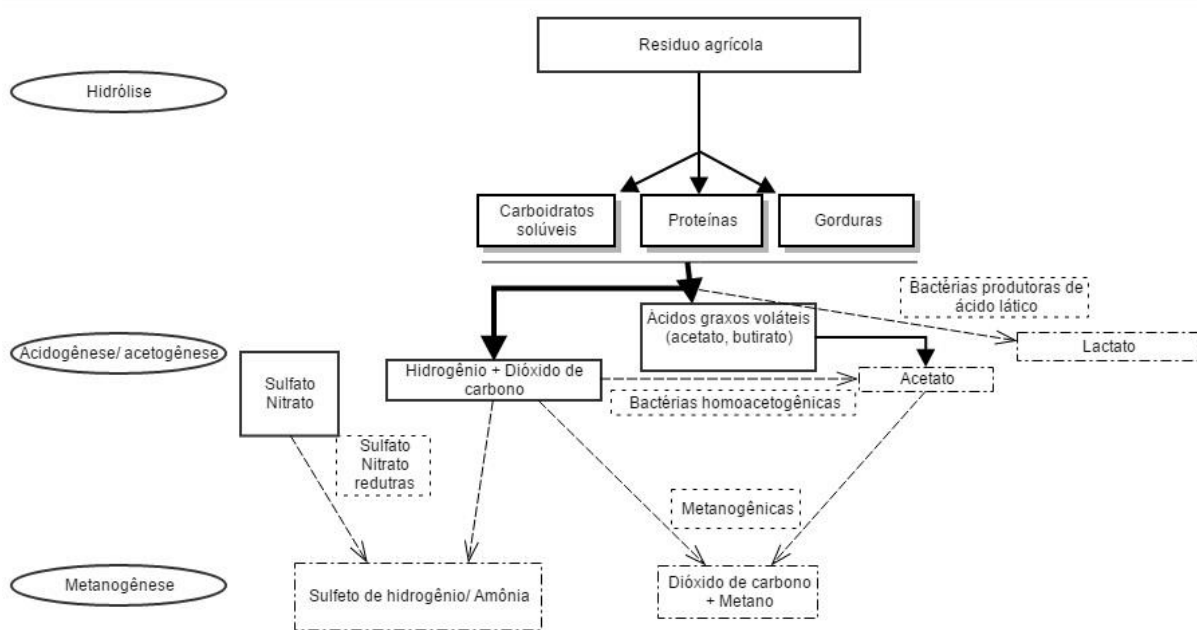 Residuo agrícola
Hidrólise
Carboidratos
solúveis
Proteínas
Gorduras
Bactérias produtoras de
ácido lático
Ácidos graxos voláteis
(acetato, butirato)
Lactato
Acidogênese/ acetogênese
Sulfato
Nitrato
Hidrogênio + Dióxido de
carbono
Acetato
Bactérias homoacetogênicas
Sulfato
Nitrato
redutras
Metanogênicas
Metanogênese
Sulfeto de hidrogênio/ Amônia
Dióxido de carbono
+ Metano